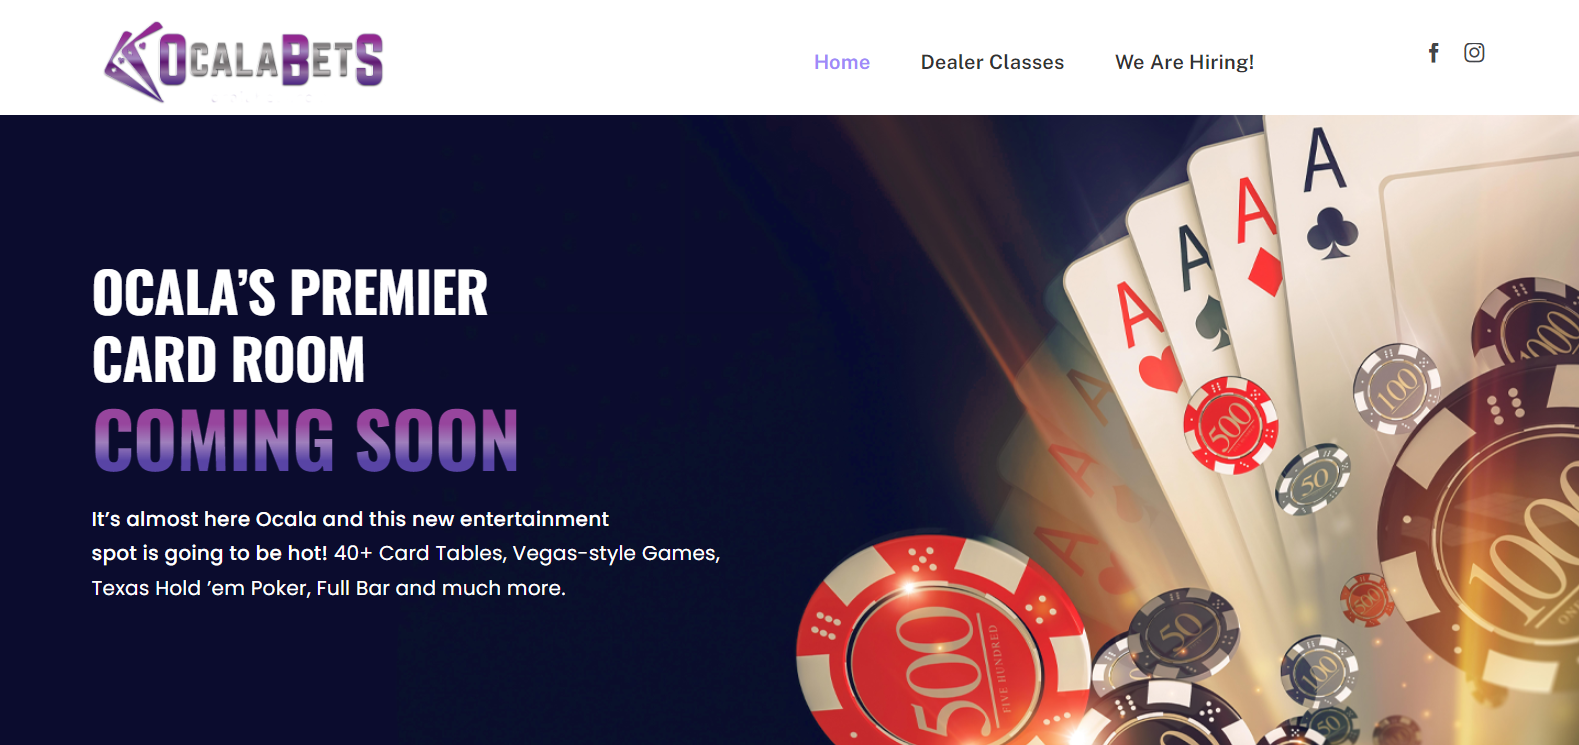 OCALABETS
Home
Dealer Classes
We Are Hiring!
OCALA’S PREMIER
CARD ROOM
COMING SOON
It’s almost here Ocala and this new entertainment
spot is going to be hot! 40+ Card Tables, Vegas-style Games,
Texas Hold ’em Poker, Full Bar and much more.
A
A
A
A
A
A
A
500
100
50
1000
1000
500
FIVE HUNDRED
50
500
100
50